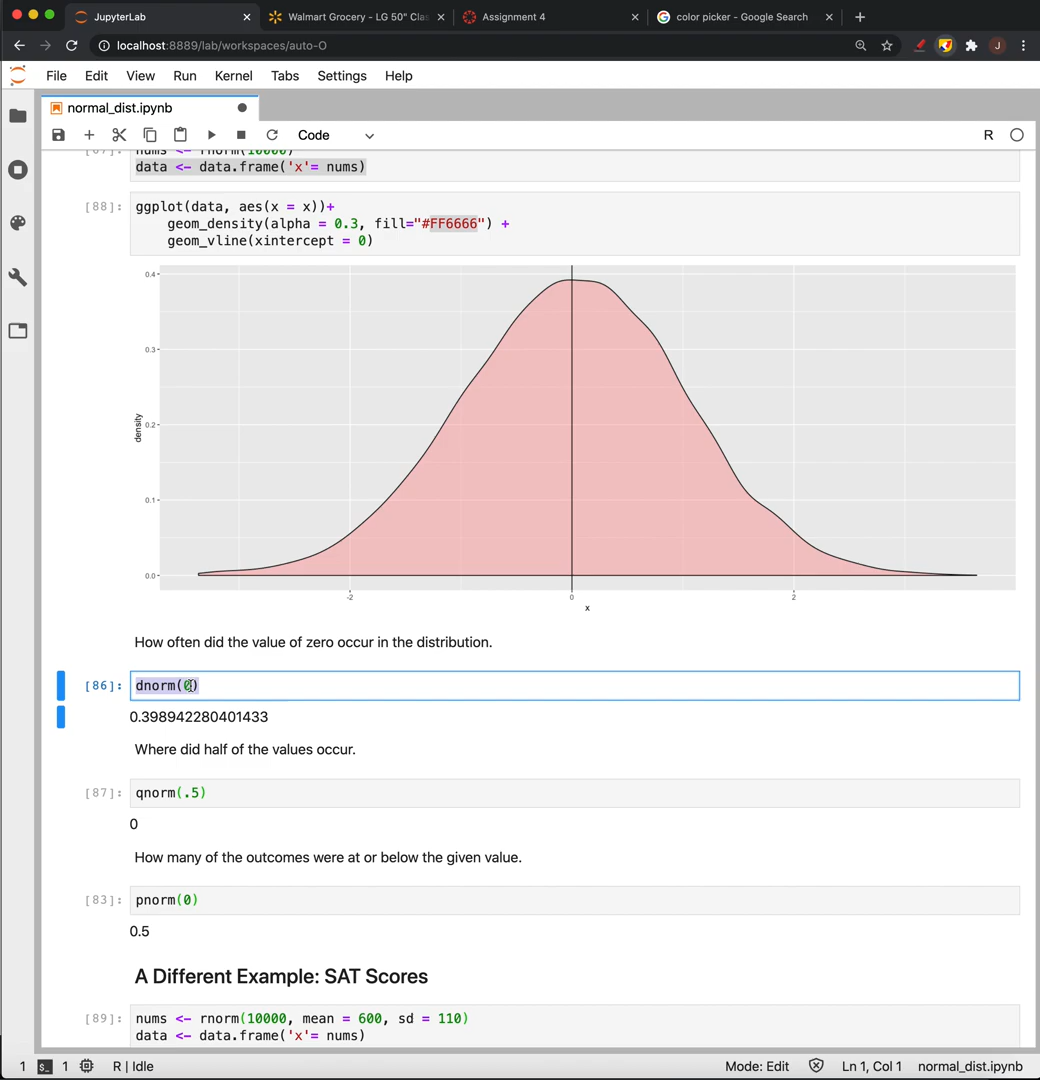 JupyterLab
Walmart Grocery - LG 50" Clas
Assignment 4
color picker - Google Search
localhost:8889/lab/workspaces/auto-O
J
File Edit View Run Kernel Tabs Settings Help
normal_dist.ipynb
Code
R
[87]: nums <- rnorm(10000)
data <- data.frame('x'= nums)
[88]: ggplot(data, aes(x = x))+
geom_density(alpha = 0.3, fill="#FF6666") +
geom_vline(xintercept = 0)
0.4
0.3
density
0.2
0.1
0.0
-2 0 2
x
How often did the value of zero occur in the distribution.
[86]: dnorm(0)
0.398942280401433
Where did half of the values occur.
[87]: qnorm(.5)
0
How many of the outcomes were at or below the given value.
[83]: pnorm(0)
0.5
A Different Example: SAT Scores
[89]: nums <- rnorm(10000, mean = 600, sd = 110)
data <- data.frame('x'= nums)
1 $_ 1 R | Idle
Mode: Edit Ln 1, Col 1 normal_dist.ipynb